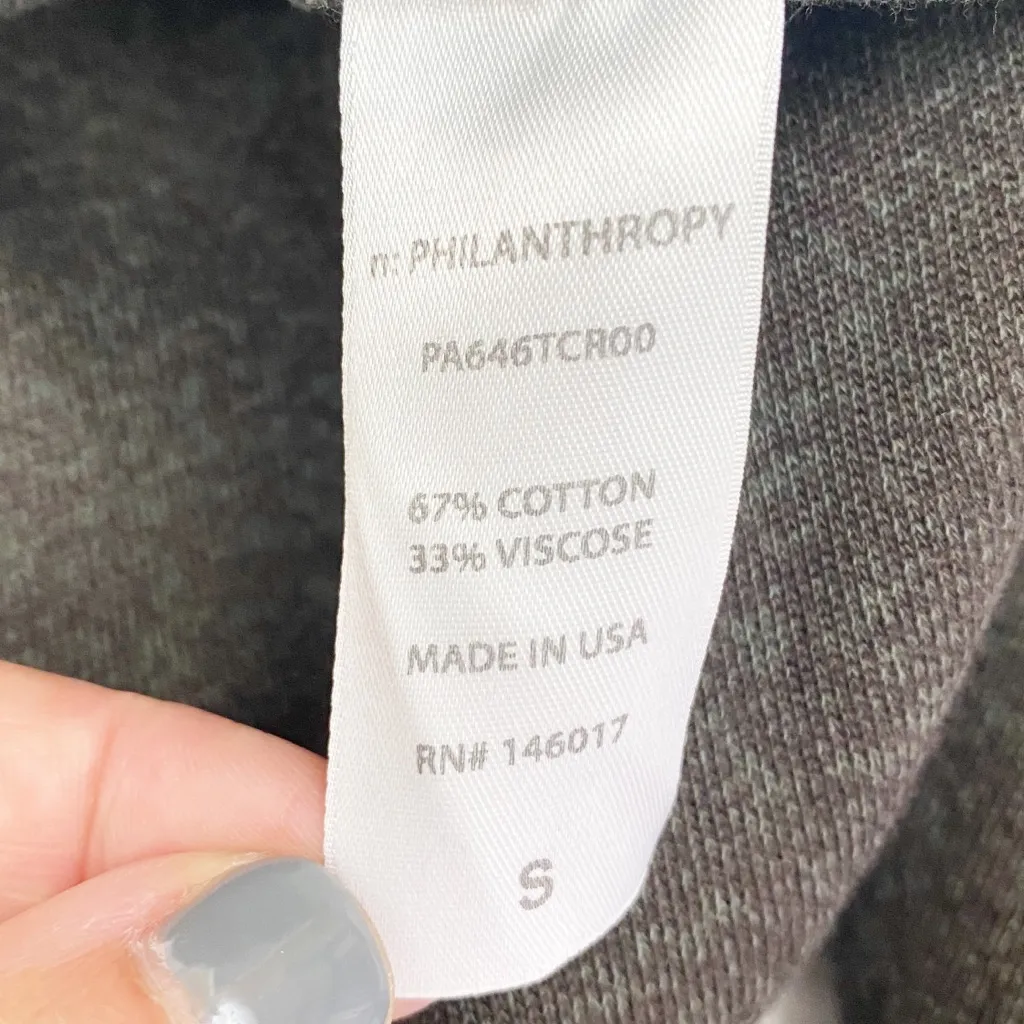 n: PHILANTHROPY
PA646TCR00
67% COTTON
33% VISCOSE
MADE IN USA
RN# 146017
S